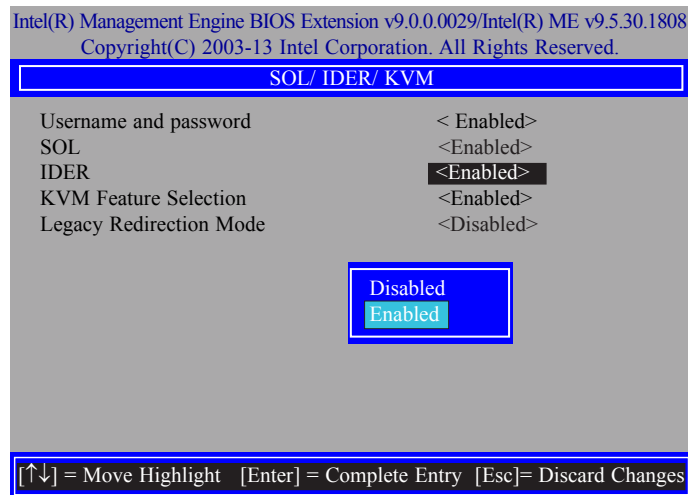 Intel(R) Management Engine BIOS Extension v9.0.0.0029/Intel(R) ME v9.5.30.1808
Copyright(C) 2003-13 Intel Corporation. All Rights Reserved.
SOL/ IDER/ KVM
Username and password < Enabled>
SOL <Enabled>
IDER <Enabled>
KVM Feature Selection <Enabled>
Legacy Redirection Mode <Disabled>
Disabled
Enabled
[↑↓] = Move Highlight [Enter] = Complete Entry [Esc]= Discard Changes